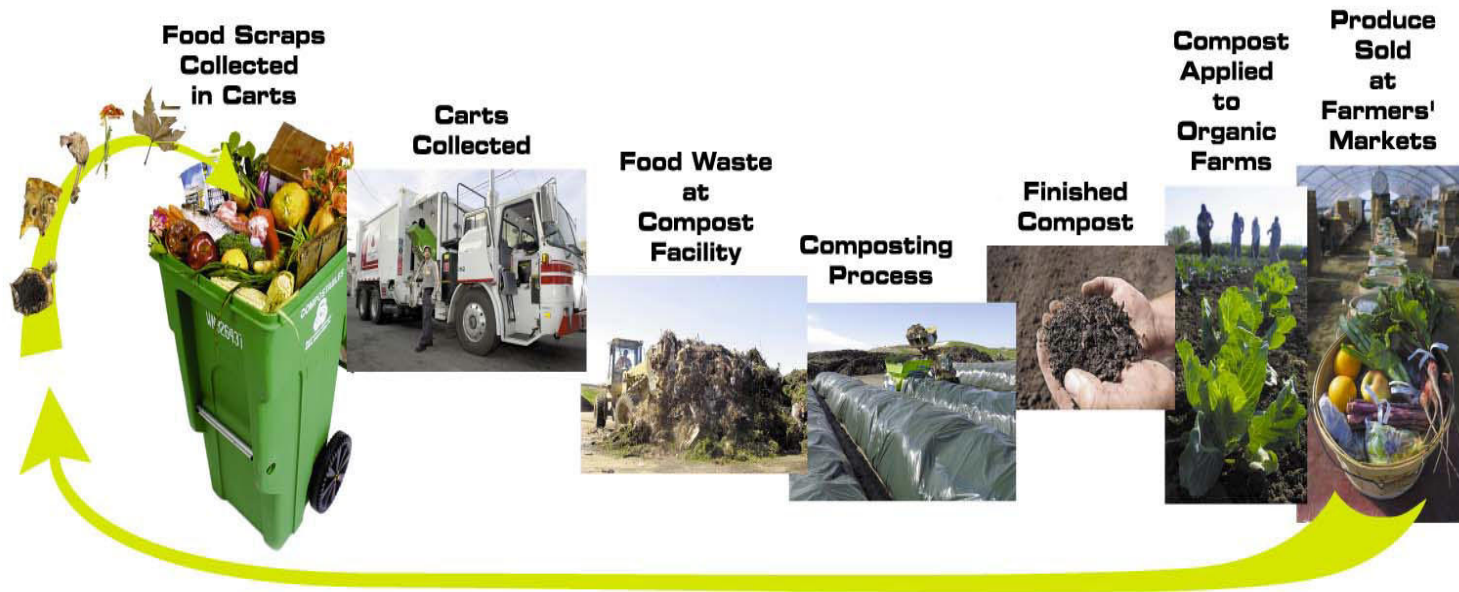 Food Scraps
Collected
in Carts
Carts
Collected
Food Waste
at
Compost
Facility
Composting
Process
Finished
Compost
Compost
Applied
to
Organic
Farms
Produce
Sold
at
Farmers'
Markets
COMPOSTABLES